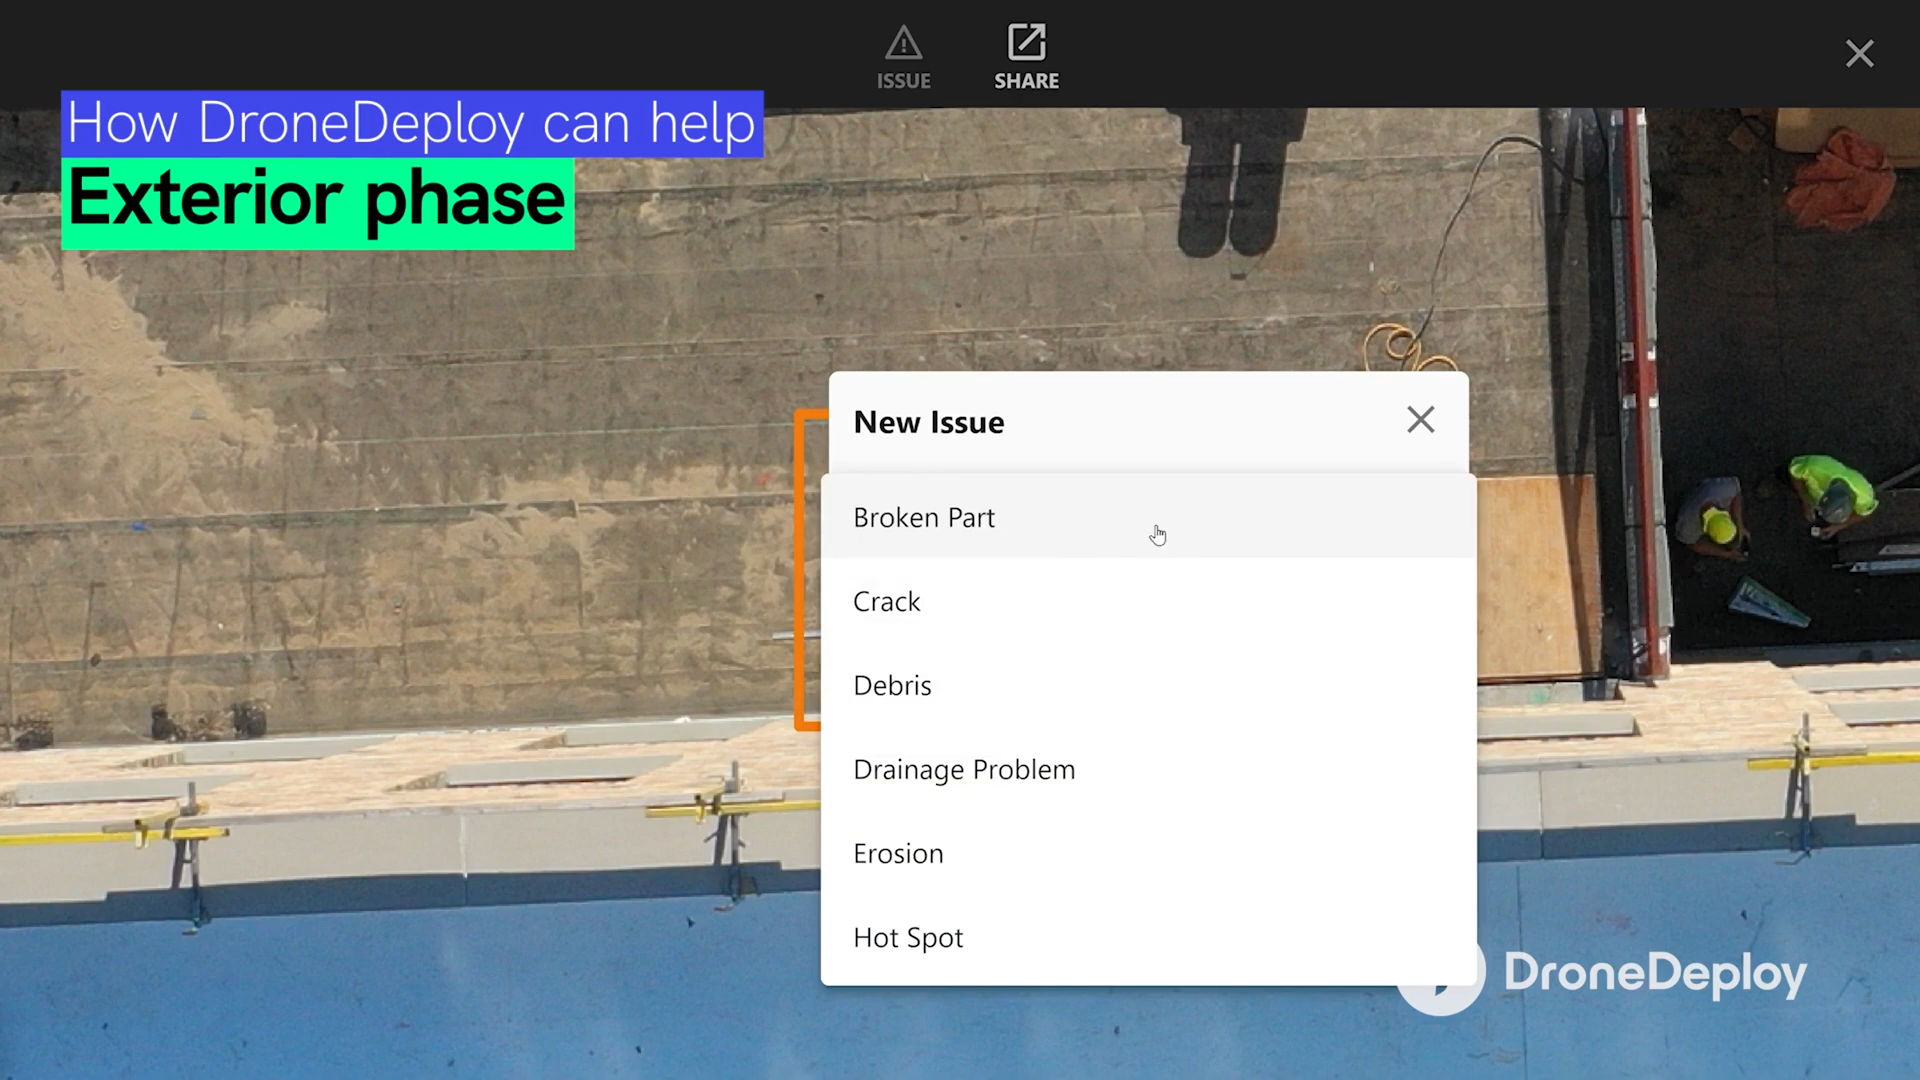 ISSUE
SHARE
How DroneDeploy can help
Exterior phase
New Issue
Broken Part
Crack
Debris
Drainage Problem
Erosion
Hot Spot
DroneDeploy